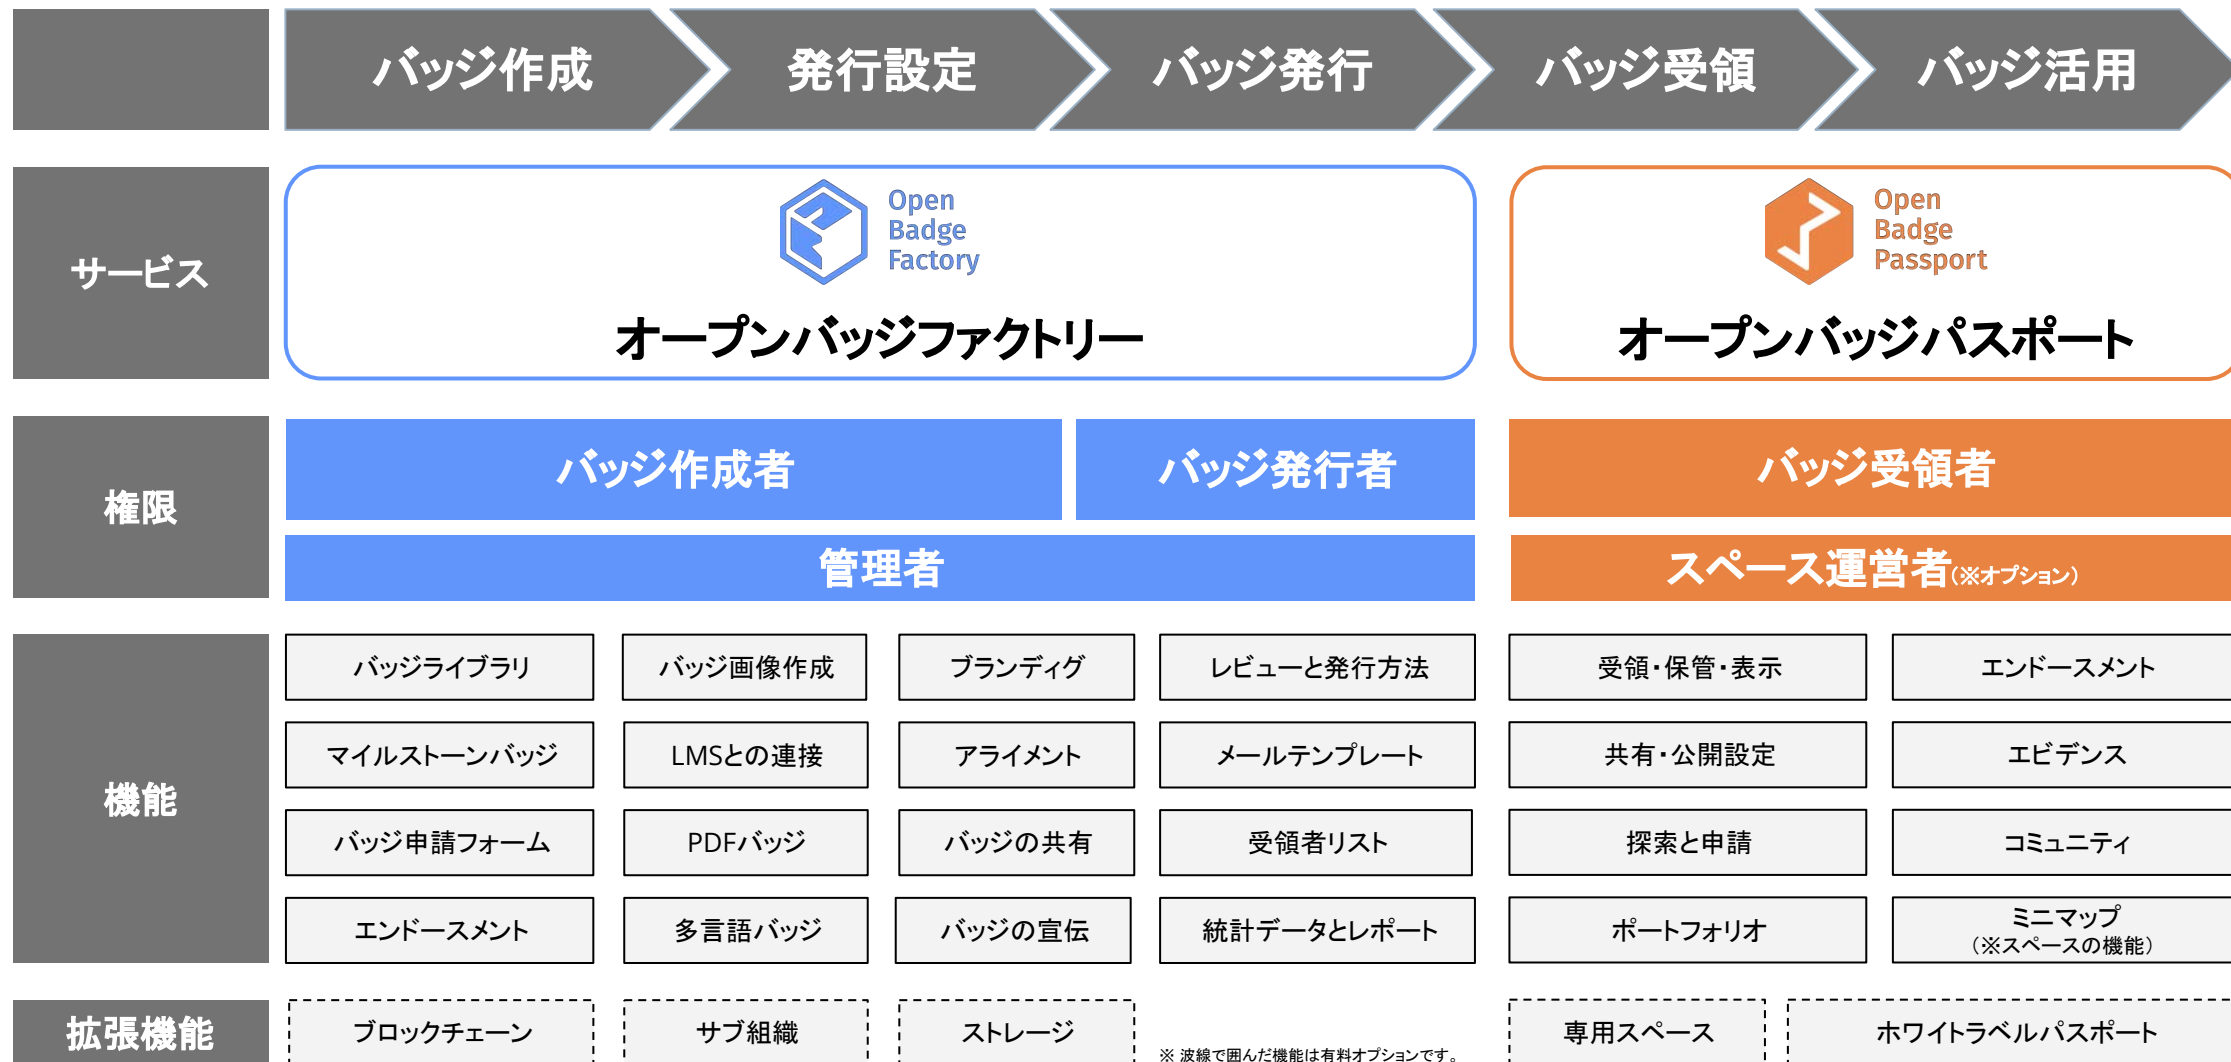 バッジ作成
発行設定
バッジ発行
バッジ受領
バッジ活用
サービス
Open
Badge
Factory
オープンバッジファクトリー
Open
Badge
Passport
オープンバッジパスポート
権限
バッジ作成者
バッジ発行者
バッジ受領者
管理者
スペース運営者(※オプション)
機能
バッジライブラリ
バッジ画像作成
ブランディグ
レビューと発行方法
受領・保管・表示
エンドースメント
マイルストーンバッジ
LMSとの連接
アライメント
メールテンプレート
共有・公開設定
エビデンス
バッジ申請フォーム
PDFバッジ
バッジの共有
受領者リスト
探索と申請
コミュニティ
エンドースメント
多言語バッジ
バッジの宣伝
統計データとレポート
ポートフォリオ
ミニマップ
(※スペースの機能)
拡張機能
ブロックチェーン
サブ組織
ストレージ
※ 波線で囲んだ機能は有料オプションです。
専用スペース
ホワイトラベルパスポート